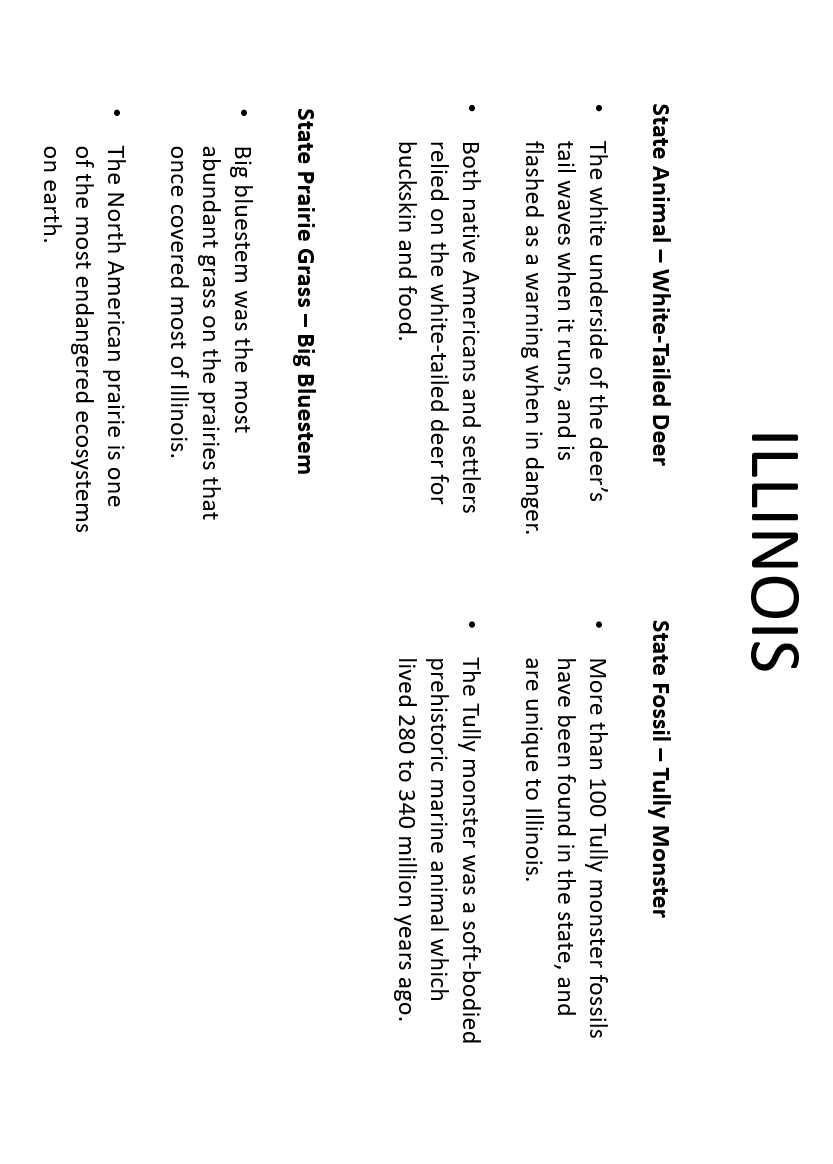 ILLINOIS
State Animal – White-Tailed Deer
• The white underside of the deer’s
tail waves when it runs, and is
flashed as a warning when in danger.
• Both native Americans and settlers
relied on the white-tailed deer for
buckskin and food.
State Prairie Grass – Big Bluestem
• Big bluestem was the most
abundant grass on the prairies that
once covered most of Illinois.
• The North American prairie is one
of the most endangered ecosystems
on earth.
State Fossil – Tully Monster
• More than 100 Tully monster fossils
have been found in the state, and
are unique to Illinois.
• The Tully monster was a soft-bodied
prehistoric marine animal which
lived 280 to 340 million years ago.